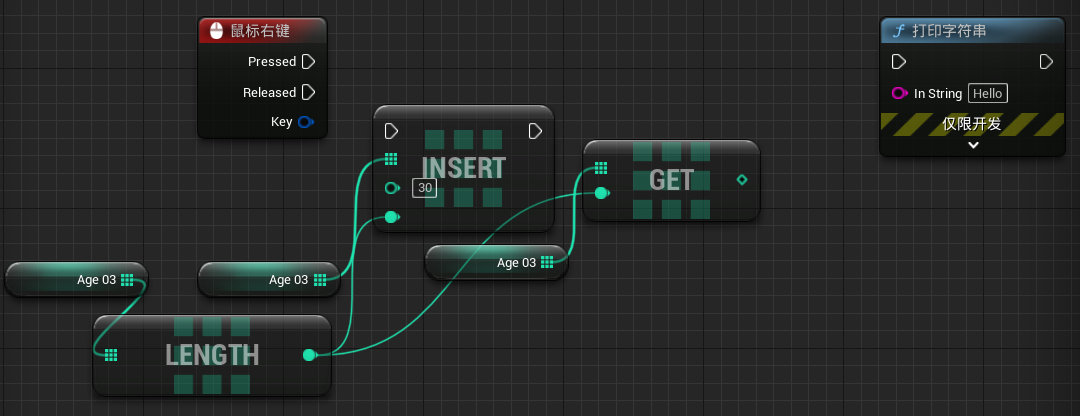 鼠标右键
Pressed
Released
Key
打印字符串
In String Hello
仅限开发
INSERT
30
GET
Age 03
Age 03
Age 03
LENGTH